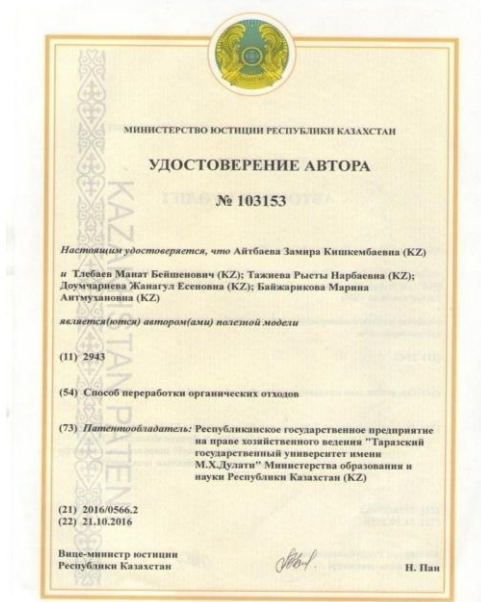 МИНИСТЕРСТВО ЮСТИЦИИ РЕСПУБЛИКИ КАЗАХСТАН
УДОСТОВЕРЕНИЕ АВТОРА
№ 103153
Настоящим удостоверяется, что Айтбаева Замира Кишкембаевна (KZ)
и Тлебаев Манат Бейшенович (KZ); Тажиева Рысты Нарбаевна (KZ);
Доумчариева Жанагул Есеновна (KZ); Байжарикова Марина
Аитмухановна (KZ)
является(ются) автором(ами) полезной модели
(11) 2943
(54) Способ переработки органических отходов
(73) Патентообладатель: Республиканское государственное предприятие
на праве хозяйственного ведения "Таразский
государственный университет имени
М.Х.Дулати" Министерства образования и
науки Республики Казахстан (KZ)
(21) 2016/0566.2
(22) 21.10.2016
Вице-министр юстиции
Республики Казахстан
Н. Пан
KAZAKHSTAN PATENT